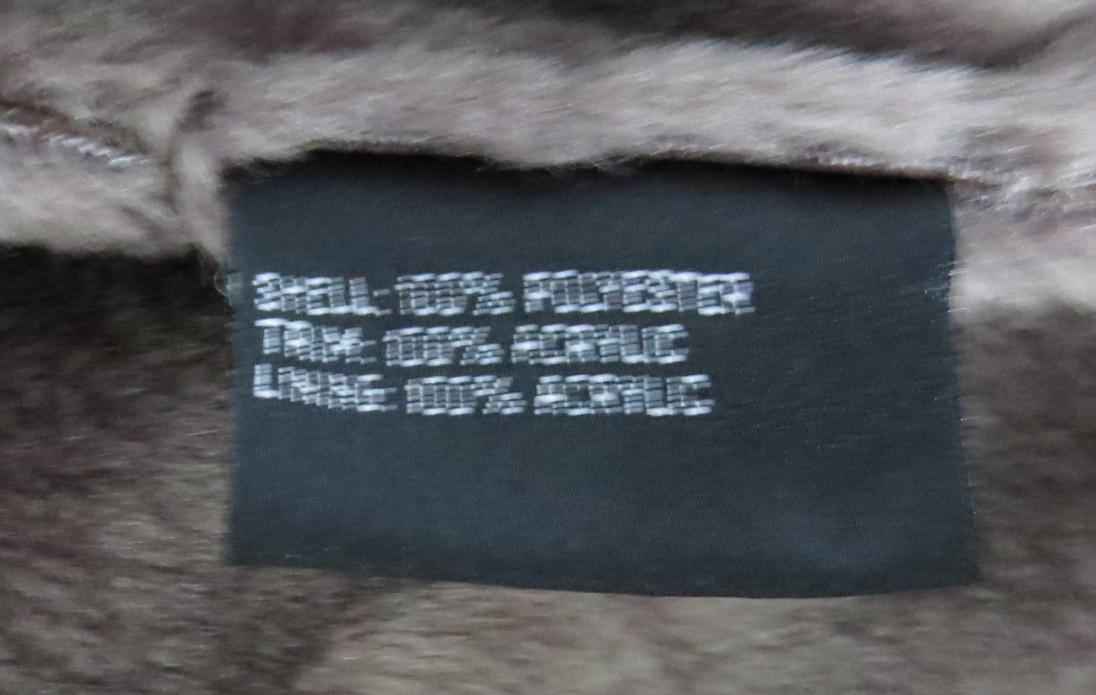 SHELL: 100% POLYESTER
TRIM: 100% ACRYLIC
LINING: 100% ACRYLIC